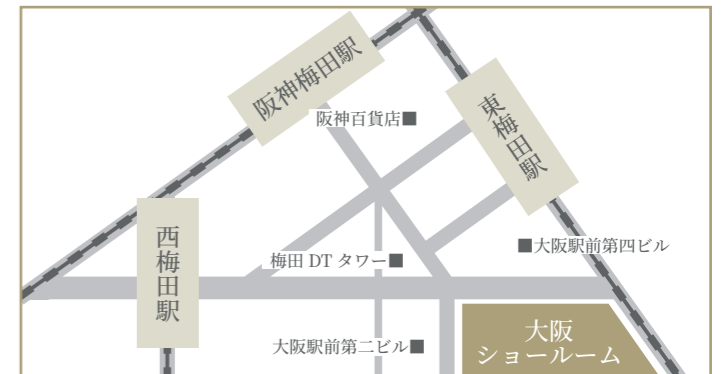 阪神梅田駅
阪神百貨店■
東梅田駅
西梅田駅
梅田 DT タワー■
■大阪駅前第四ビル
大阪駅前第二ビル■
大阪
ショールーム